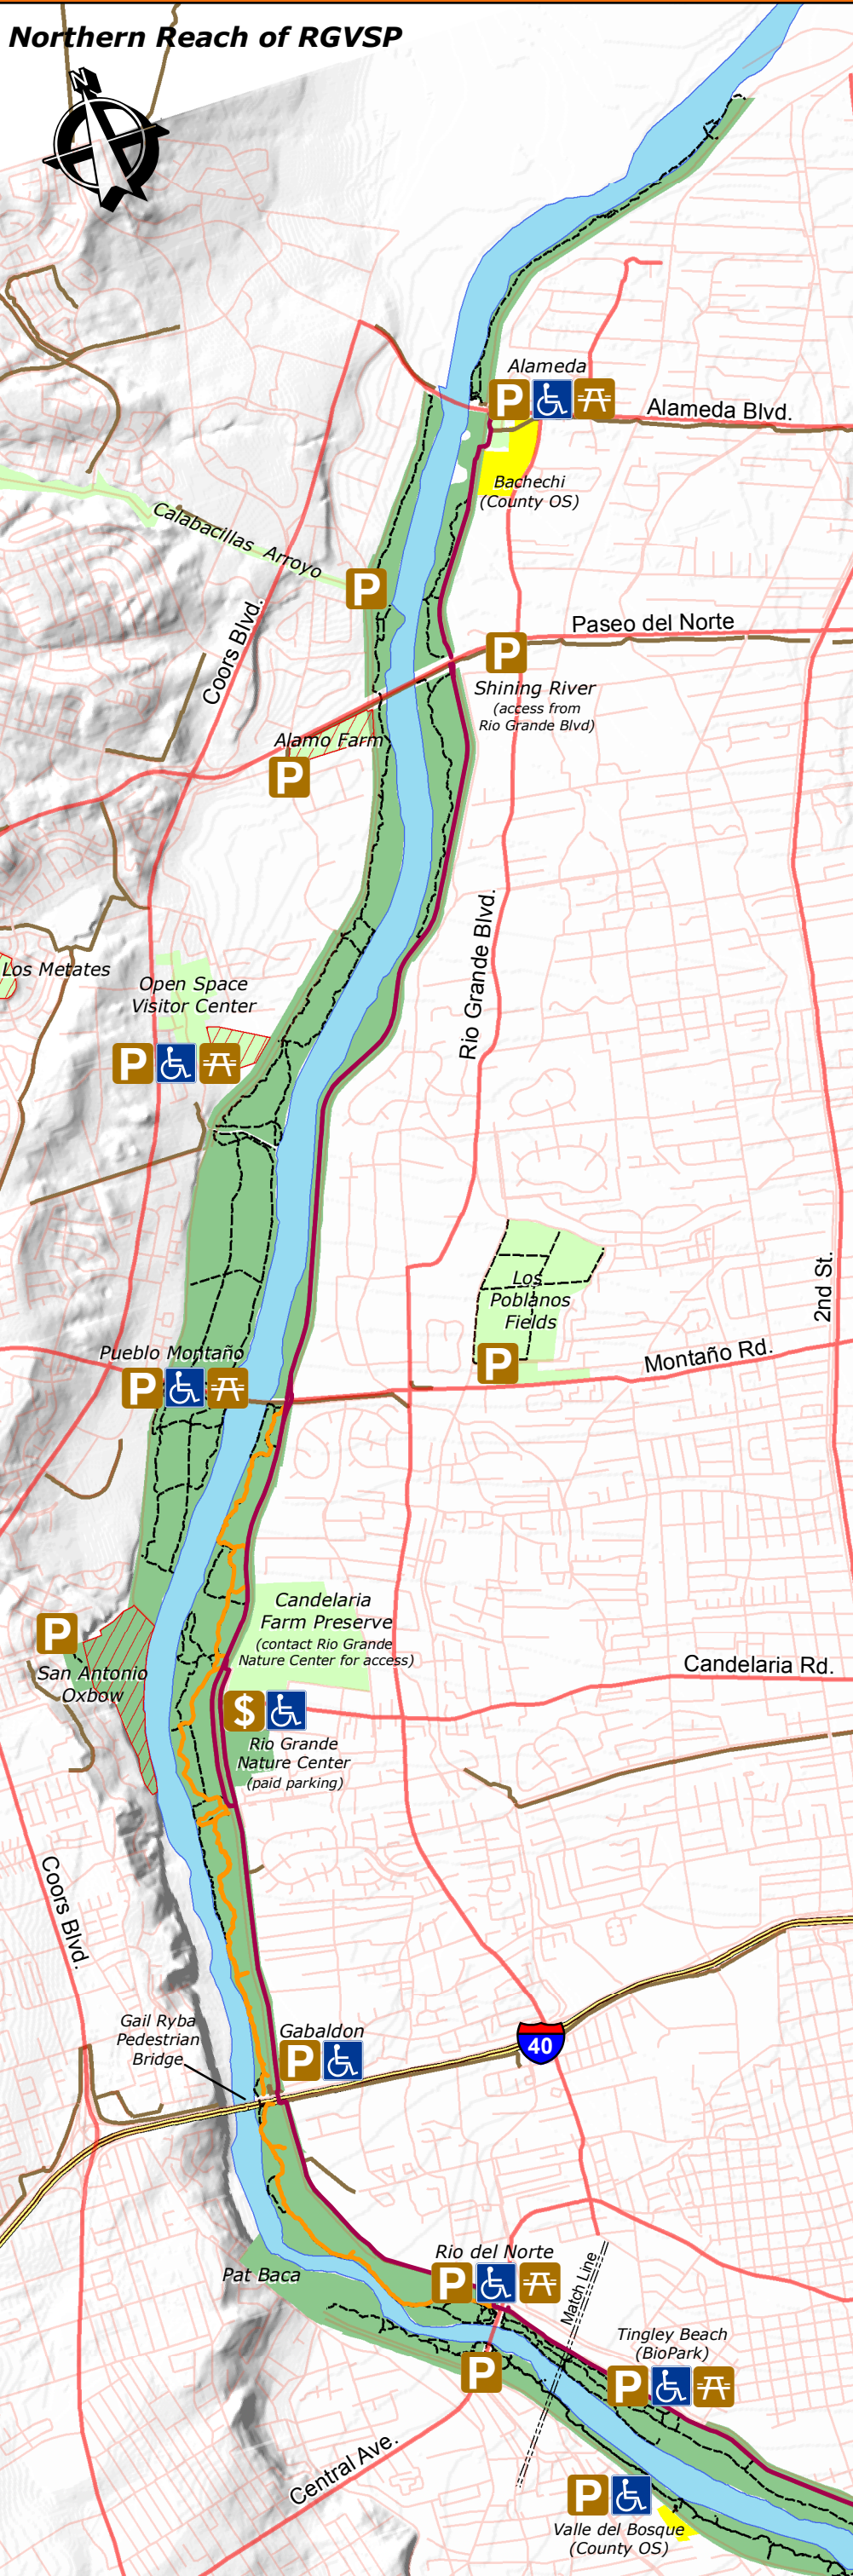 Northern Reach of RGVSP
N
Alameda
P
Alameda Blvd.
Bachechi
(County OS)
Calabacillas Arroyo
P
Coors Blvd.
Paseo del Norte
P
Shining River
(access from
Rio Grande Blvd)
Alamo Farm
P
Rio Grande Blvd.
Los Metates
Open Space
Visitor Center
P
2nd St.
Los
Poblanos
Fields
P
Montaño Rd.
Pueblo Montaño
P
Candelaria
Farm Preserve
(contact Rio Grande
Nature Center for access)
P
San Antonio
Oxbow
Candelaria Rd.
$
Rio Grande
Nature Center
(paid parking)
Coors Blvd.
Gail Ryba
Pedestrian
Bridge
Gabaldon
P
40
Rio del Norte
P
Match Line
Pat Baca
Tingley Beach
(BioPark)
P
P
Central Ave.
P
Valle del Bosque
(County OS)